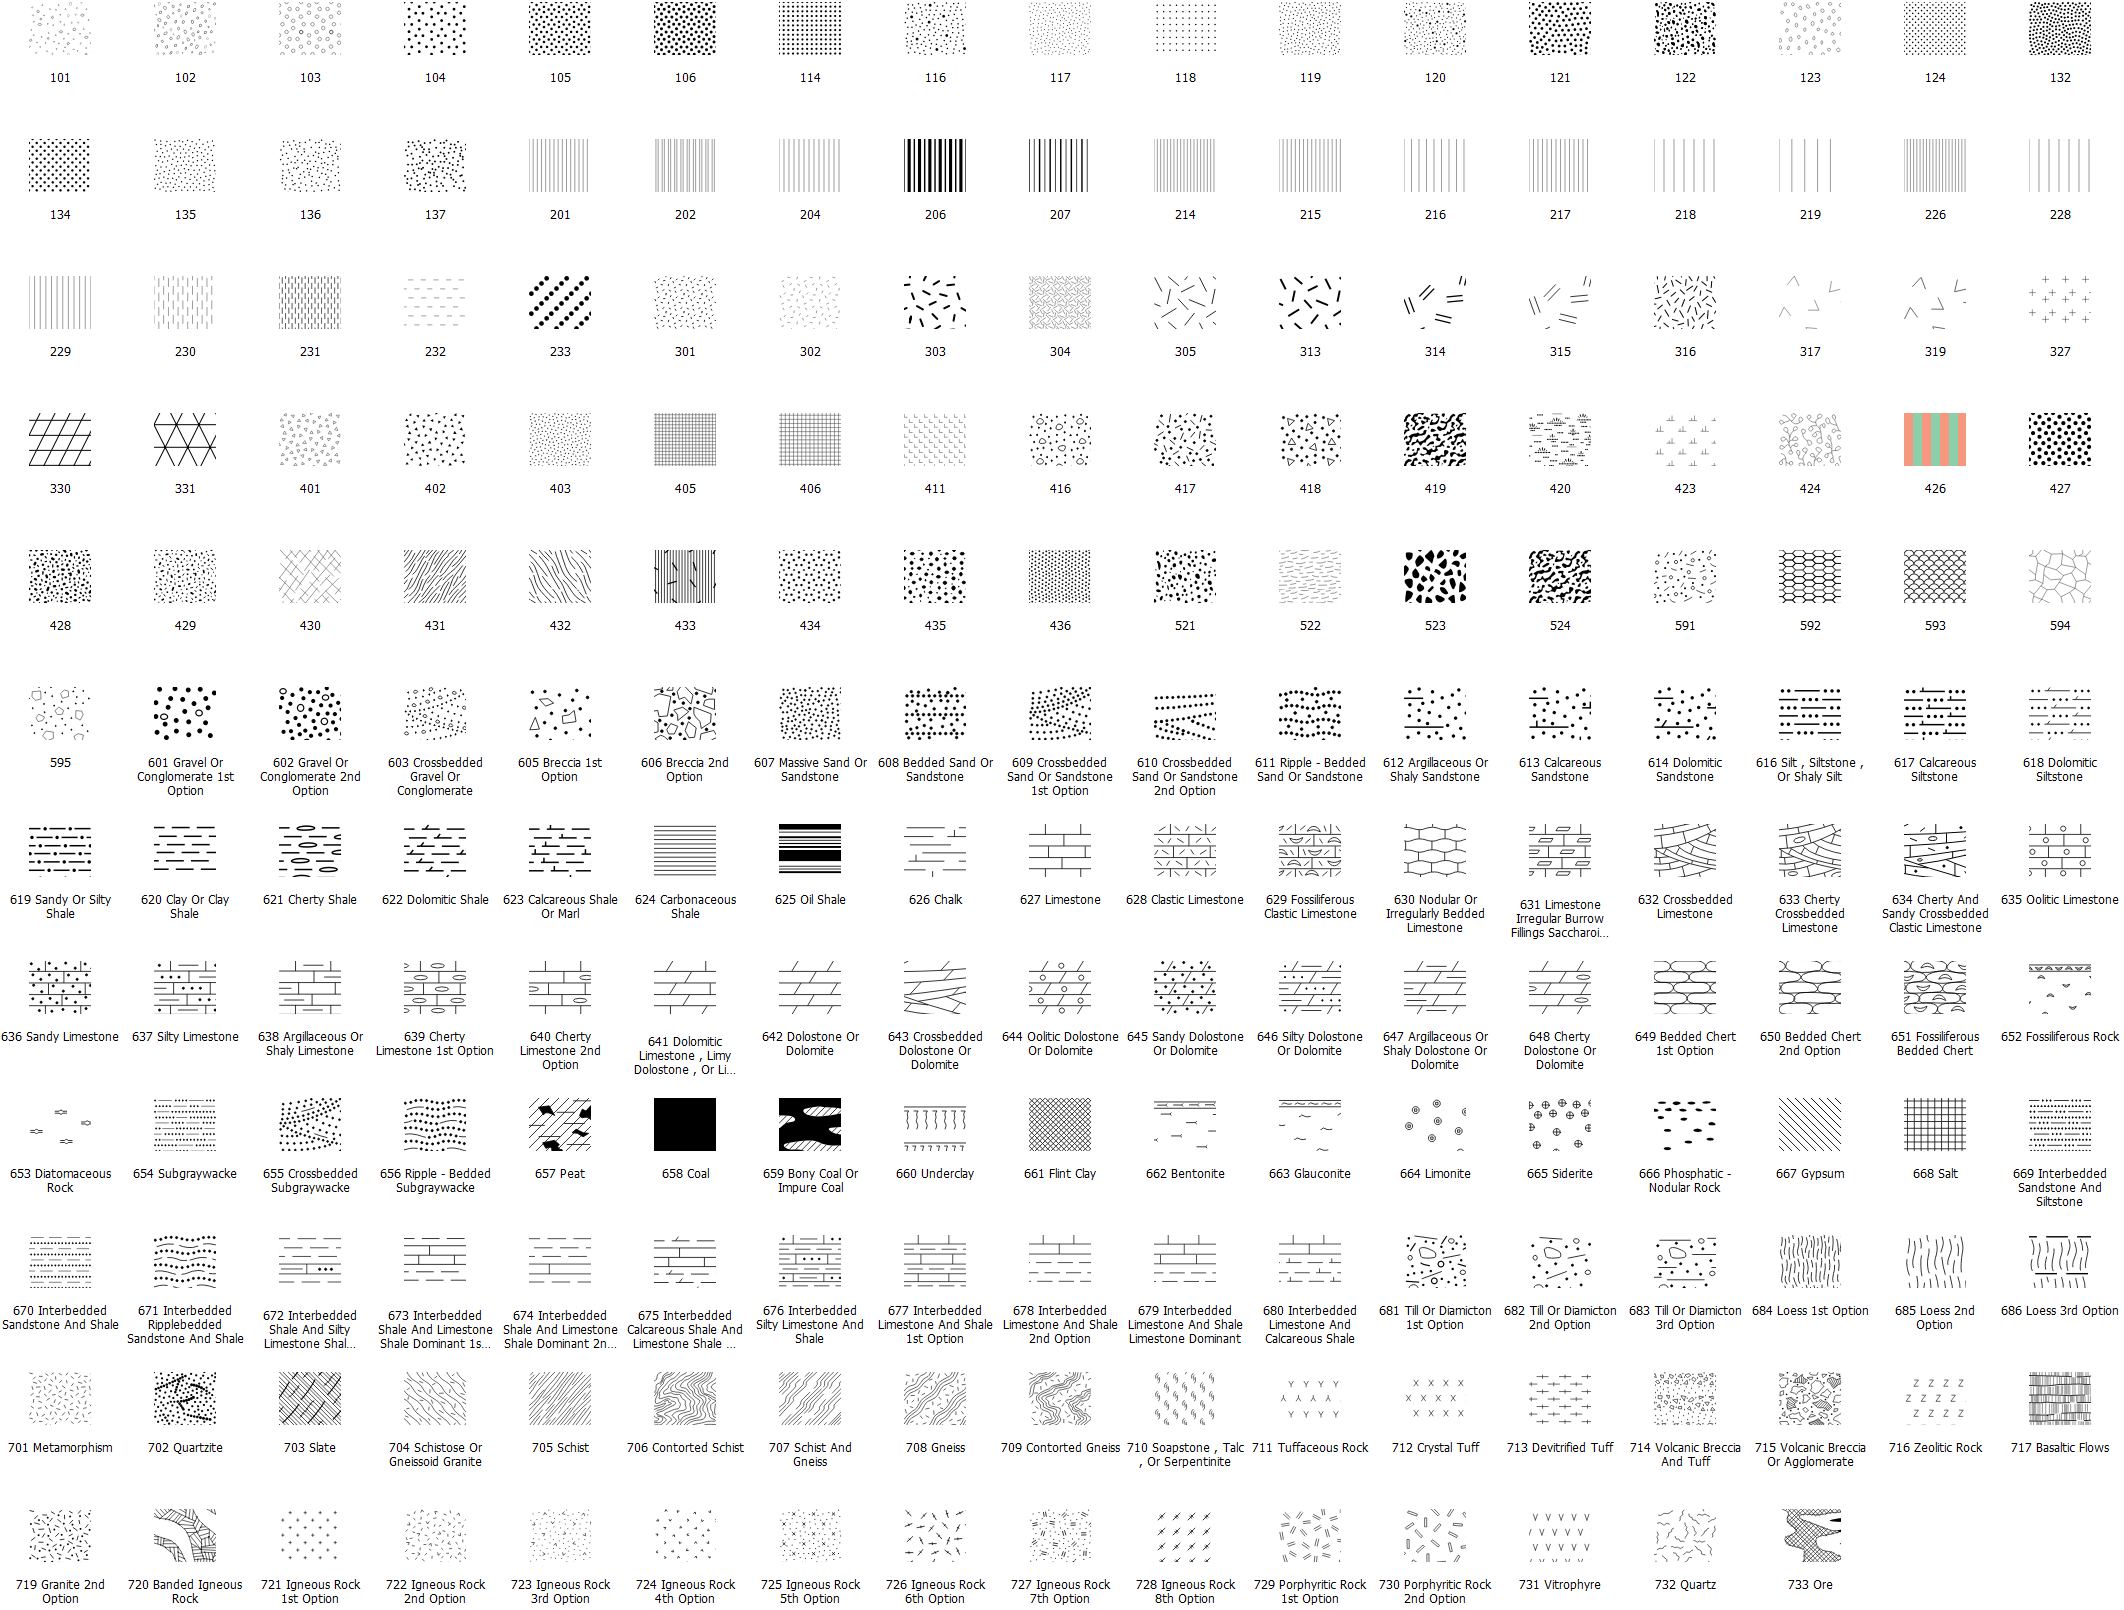 101 102 103 104 105 106 114 116 117 118 119 120 121 122 123 124 132
134 135 136 137 201 202 204 206 207 214 215 216 217 218 219 226 228
229 230 231 232 233 301 302 303 304 305 313 314 315 316 317 319 327
330 331 401 402 403 405 406 411 416 417 418 419 420 423 424 426 427
428 429 430 431 432 433 434 435 436 521 522 523 524 591 592 593 594
595
601 Gravel Or
Conglomerate 1st
Option
602 Gravel Or
Conglomerate 2nd
Option
603 Crossbedded
Gravel Or
Conglomerate
605 Breccia 1st
Option
606 Breccia 2nd
Option
607 Massive Sand Or
Sandstone
608 Bedded Sand Or
Sandstone
609 Crossbedded
Sand Or Sandstone
1st Option
610 Crossbedded
Sand Or Sandstone
2nd Option
611 Ripple - Bedded
Sand Or Sandstone
612 Argillaceous Or
Shaly Sandstone
613 Calcareous
Sandstone
614 Dolomitic
Sandstone
616 Silt , Siltstone ,
Or Shaly Silt
617 Calcareous
Siltstone
618 Dolomitic
Siltstone
619 Sandy Or Silty
Shale
620 Clay Or Clay
Shale
621 Cherty Shale
622 Dolomitic Shale
623 Calcareous Shale
Or Marl
624 Carbonaceous
Shale
625 Oil Shale
626 Chalk
627 Limestone
628 Clastic Limestone
629 Fossiliferous
Clastic Limestone
630 Nodular Or
Irregularly Bedded
Limestone
631 Limestone
Irregular Burrow
Fillings Saccharoi...
632 Crossbedded
Limestone
633 Cherty
Crossbedded
Limestone
634 Cherty And
Sandy Crossbedded
Clastic Limestone
635 Oolitic Limestone
636 Sandy Limestone
637 Silty Limestone
638 Argillaceous Or
Shaly Limestone
639 Cherty
Limestone 1st Option
640 Cherty
Limestone 2nd
Option
641 Dolomitic
Limestone , Limy
Dolostone , Or Li...
642 Dolostone Or
Dolomite
643 Crossbedded
Dolostone Or
Dolomite
644 Oolitic Dolostone
Or Dolomite
645 Sandy Dolostone
Or Dolomite
646 Silty Dolostone
Or Dolomite
647 Argillaceous Or
Shaly Dolostone Or
Dolomite
648 Cherty
Dolostone Or
Dolomite
649 Bedded Chert
1st Option
650 Bedded Chert
2nd Option
651 Fossiliferous
Bedded Chert
652 Fossiliferous Rock
653 Diatomaceous
Rock
654 Subgraywacke
655 Crossbedded
Subgraywacke
656 Ripple - Bedded
Subgraywacke
657 Peat
658 Coal
659 Bony Coal Or
Impure Coal
660 Underclay
661 Flint Clay
662 Bentonite
663 Glauconite
664 Limonite
665 Siderite
666 Phosphatic -
Nodular Rock
667 Gypsum
668 Salt
669 Interbedded
Sandstone And
Siltstone
670 Interbedded
Sandstone And Shale
671 Interbedded
Ripplebedded
Sandstone And Shale
672 Interbedded
Shale And Silty
Limestone Shal...
673 Interbedded
Shale And Limestone
Shale Dominant 1s...
674 Interbedded
Shale And Limestone
Shale Dominant 2n...
675 Interbedded
Calcareous Shale And
Limestone Shale ...
676 Interbedded
Silty Limestone And
Shale
677 Interbedded
Limestone And Shale
1st Option
678 Interbedded
Limestone And Shale
2nd Option
679 Interbedded
Limestone And Shale
Limestone Dominant
680 Interbedded
Limestone And
Calcareous Shale
681 Till Or Diamicton
1st Option
682 Till Or Diamicton
2nd Option
683 Till Or Diamicton
3rd Option
684 Loess 1st Option
685 Loess 2nd
Option
686 Loess 3rd Option
701 Metamorphism
702 Quartzite
703 Slate
704 Schistose Or
Gneissoid Granite
705 Schist
706 Contorted Schist
707 Schist And
Gneiss
708 Gneiss
709 Contorted Gneiss
710 Soapstone , Talc
, Or Serpentinite
711 Tuffaceous Rock
712 Crystal Tuff
713 Devitrified Tuff
714 Volcanic Breccia
And Tuff
715 Volcanic Breccia
Or Agglomerate
716 Zeolitic Rock
717 Basaltic Flows
719 Granite 2nd
Option
720 Banded Igneous
Rock
721 Igneous Rock
1st Option
722 Igneous Rock
2nd Option
723 Igneous Rock
3rd Option
724 Igneous Rock
4th Option
725 Igneous Rock
5th Option
726 Igneous Rock
6th Option
727 Igneous Rock
7th Option
728 Igneous Rock
8th Option
729 Porphyritic Rock
1st Option
730 Porphyritic Rock
2nd Option
731 Vitrophyre
732 Quartz
733 Ore